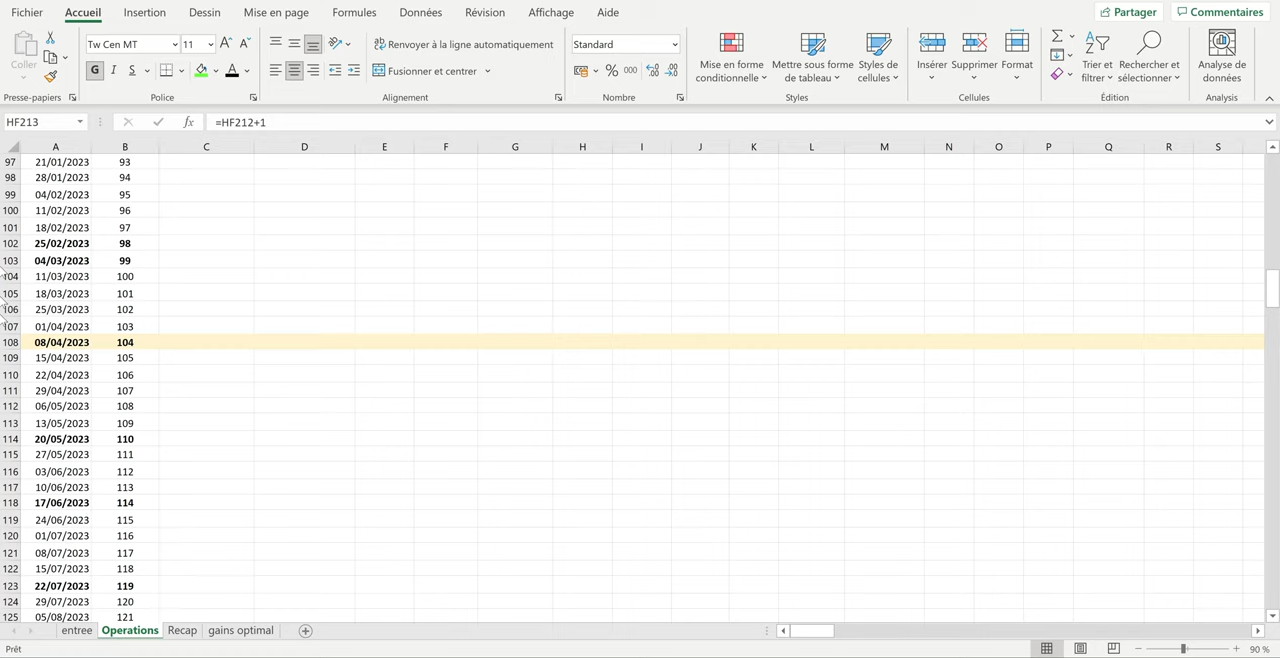 Fichier Accueil Insertion Dessin Mise en page Formules Données Révision Affichage Aide Partager Commentaires
Coller
Presse-papiers
Tw Cen MT 11 A A
G I S A
Police
ab Renvoyer à la ligne automatiquement
Fusionner et centrer
Alignement
Standard
% 000
Nombre
Mise en forme conditionnelle
Mettre sous forme de tableau
Styles de cellules
Styles
Insérer Supprimer Format
Cellules
Trier et filtrer
Rechercher et sélectionner
Édition
Analyse de données
Analysis
HF213 fx =HF212+1
A B C D E F G H I J K L M N O P Q R S
97 21/01/2023 93
98 28/01/2023 94
99 04/02/2023 95
100 11/02/2023 96
101 18/02/2023 97
102 25/02/2023 98
103 04/03/2023 99
104 11/03/2023 100
105 18/03/2023 101
106 25/03/2023 102
107 01/04/2023 103
108 08/04/2023 104
109 15/04/2023 105
110 22/04/2023 106
111 29/04/2023 107
112 06/05/2023 108
113 13/05/2023 109
114 20/05/2023 110
115 27/05/2023 111
116 03/06/2023 112
117 10/06/2023 113
118 17/06/2023 114
119 24/06/2023 115
120 01/07/2023 116
121 08/07/2023 117
122 15/07/2023 118
123 22/07/2023 119
124 29/07/2023 120
125 05/08/2023 121
entree Operations Recap gains optimal
Prêt 90 %